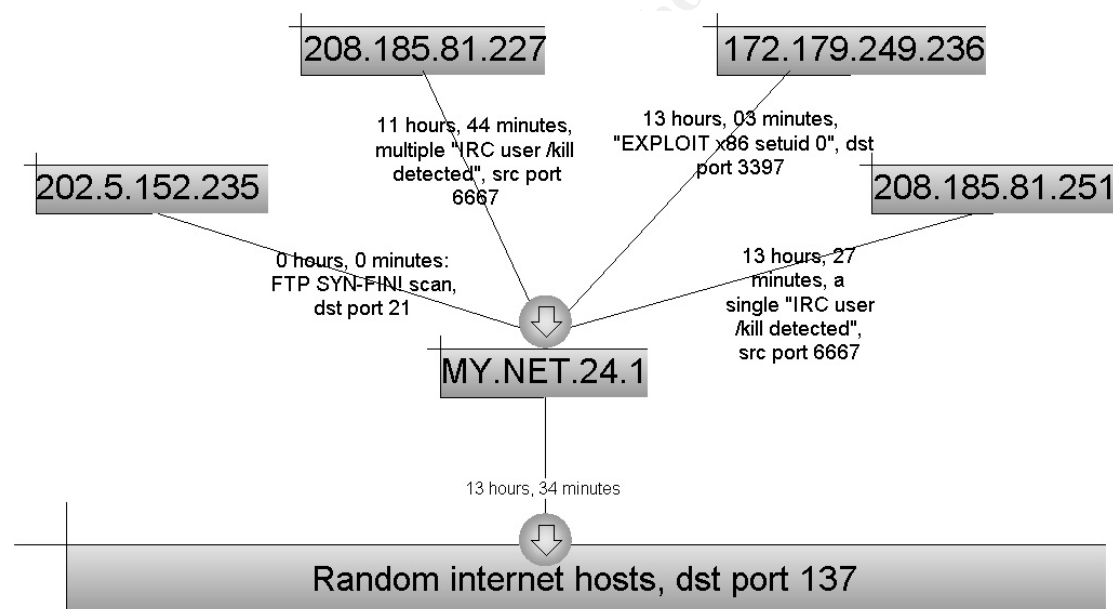 208.185.81.227
172.179.249.236
11 hours, 44 minutes,
multiple "IRC user /kill
detected", src port
6667
13 hours, 03 minutes,
"EXPLOIT x86 setuid 0", dst
port 3397
202.5.152.235
208.185.81.251
0 hours, 0 minutes:
FTP SYN-FIN! scan,
dst port 21
13 hours, 27
minutes, a
single "IRC user
/kill detected",
src port 6667
MY.NET.24.1
13 hours, 34 minutes
Random internet hosts, dst port 137